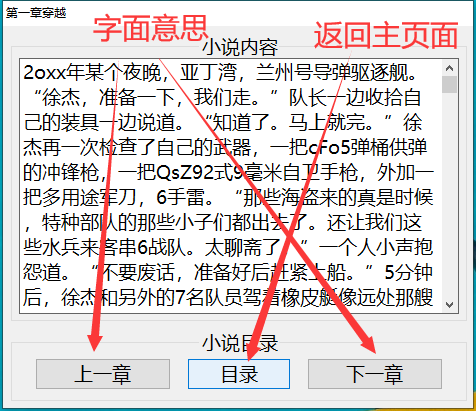 第一章穿越
字面意思
返回主页面
小说内容
2oxx年某个夜晚，亚丁湾，兰州号导弹驱逐舰。
“徐杰，准备一下，我们走。”队长一边收拾自
己的装具一边说道。“知道了。马上就完。”徐
杰再一次检查了自己的武器，一把cFo5弹桶供弹
的冲锋枪，一把QsZ92式9毫米自卫手枪，外加一
把多用途军刀，6手雷。“那些海盗来的真是时候
，特种部队的那些小子们都出去了。还让我们这
些水兵来客串6战队。太聊斋了。”一个人小声抱
怨道。“不要废话，准备好后赶紧上船。”5分钟
后，徐杰和另外的7名队员驾着橡皮艇像远处那艘
小说目录
上一章
目录
下一章